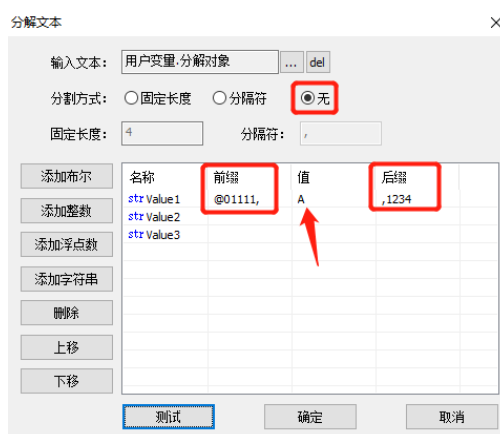 分解文本
输入文本： 用户变量.分解对象 ... del
分割方式： 固定长度 分隔符 无
固定长度： 4 分隔符： ,
添加布尔
添加整数
添加浮点数
添加字符串
删除
上移
下移
名称 前缀 值 后缀
str Value1 @01111, A ,1234
str Value2
str Value3
测试 确定 取消